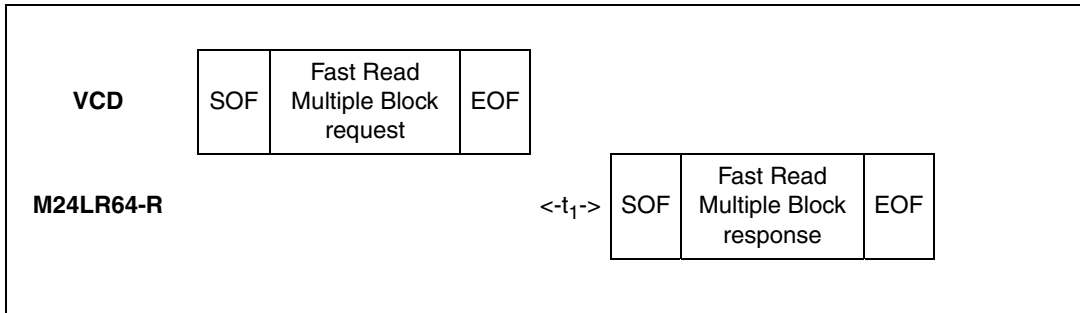 VCD
SOF
Fast Read
Multiple Block
request
EOF
M24LR64-R
<-t₁->
SOF
Fast Read
Multiple Block
response
EOF